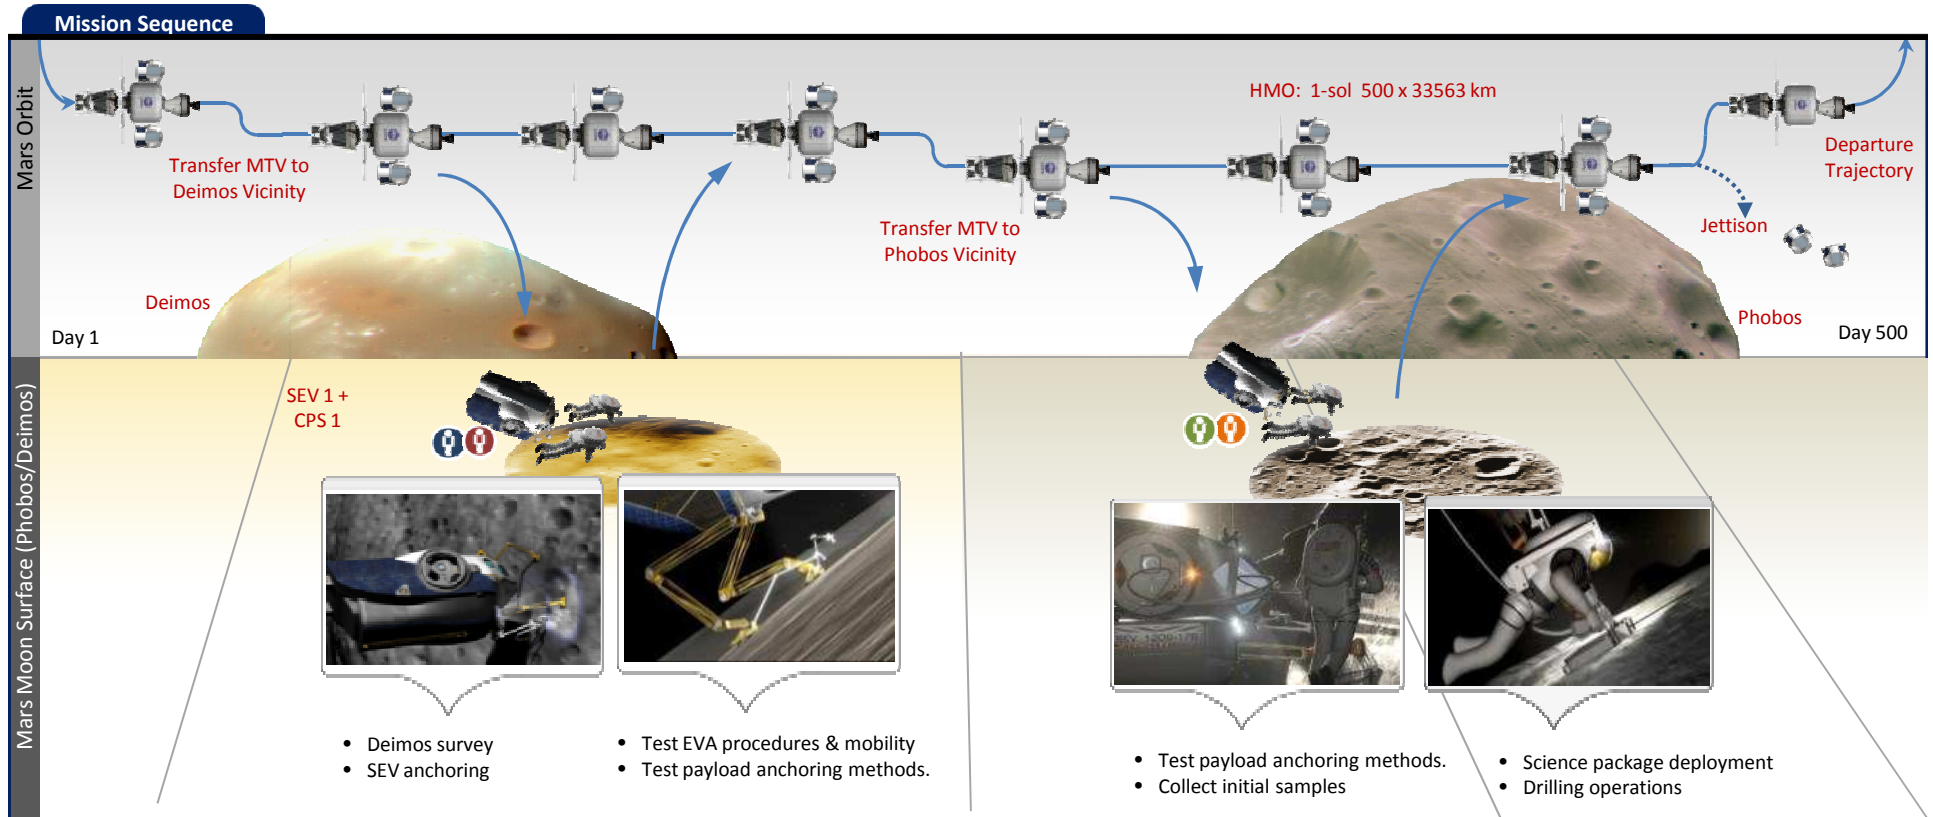 Mission Sequence
Mars Orbit
HMO: 1-sol 500 x 33563 km
Transfer MTV to
Deimos Vicinity
Departure
Trajectory
Transfer MTV to
Phobos Vicinity
Jettison
Deimos
Phobos
Day 1
Day 500
Mars Moon Surface (Phobos/Deimos)
SEV 1 +
CPS 1
• Deimos survey
• SEV anchoring
• Test EVA procedures & mobility
• Test payload anchoring methods.
• Test payload anchoring methods.
• Collect initial samples
• Science package deployment
• Drilling operations